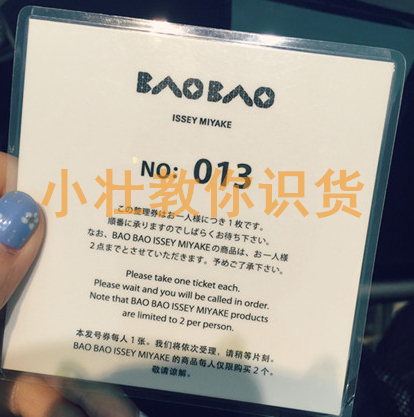 BAOBAO
ISSEY MIYAKE
NO: 013
小壮教你识货
この整理券はお一人様につき1枚です。
順番に承りますのでしばらくお待ち下さい。
なお、BAO BAO ISSEY MIYAKEの商品は、お一人様
2点までとさせていただきます。予めご了承下さい。
Please take one ticket each.
Please wait and you will be called in order.
Note that BAO BAO ISSEY MIYAKE products
are limited to 2 per person.
本发号券每人1张。我们将依次受理，请稍等片刻。
BAO BAO ISSEY MIYAKE 的商品每人仅限购买2个。
敬请谅解。